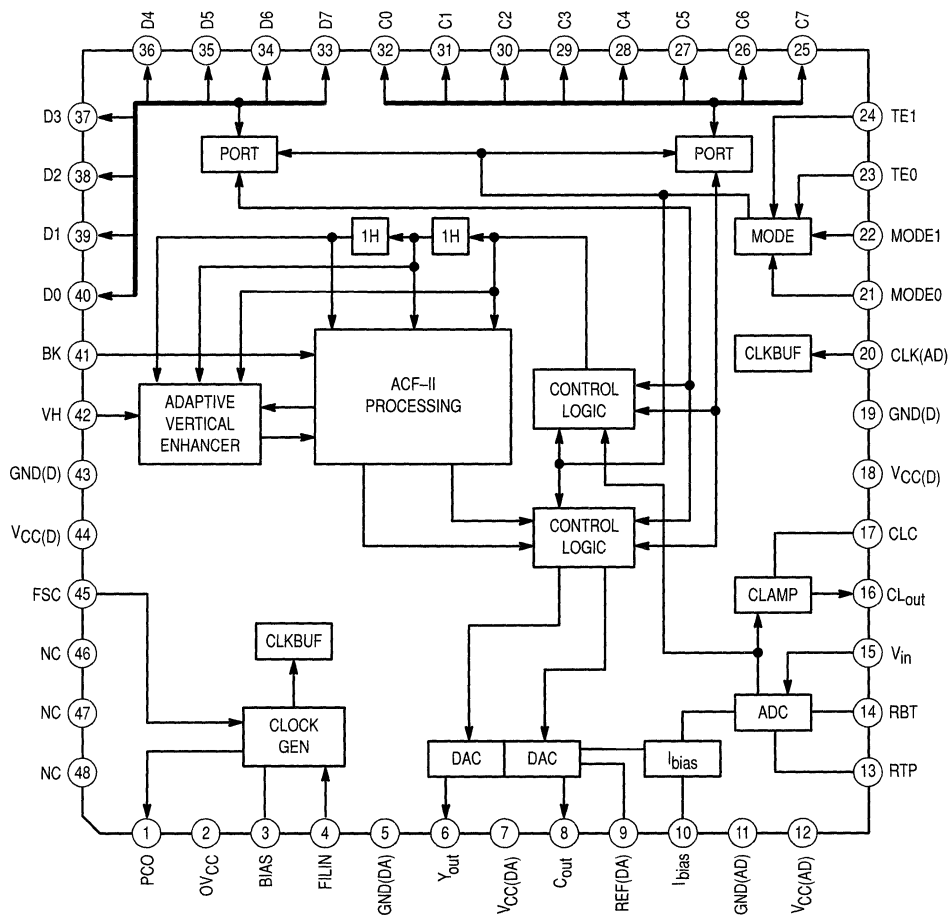 D4
D5
D6
D7
C0
C1
C2
C3
C4
C5
C6
C7
36
35
34
33
32
31
30
29
28
27
26
25
D3
37
24
TE1
PORT
PORT
D2
38
23
TE0
D1
39
1H
1H
MODE
22
MODE1
D0
40
21
MODE0
BK
41
CLKBUF
20
CLK(AD)
ACF–II
PROCESSING
CONTROL
LOGIC
VH
42
ADAPTIVE
VERTICAL
ENHANCER
19
GND(D)
GND(D)
43
18
VCC(D)
VCC(D)
44
CONTROL
LOGIC
17
CLC
FSC
45
CLAMP
16
CLout
CLKBUF
NC
46
15
Vin
NC
47
CLOCK
GEN
ADC
14
RBT
NC
48
DAC
DAC
Ibias
13
RTP
1
2
3
4
5
6
7
8
9
10
11
12
PCO
OVCC
BIAS
FILIN
GND(DA)
Yout
VCC(DA)
Cout
REF(DA)
Ibias
GND(AD)
VCC(AD)